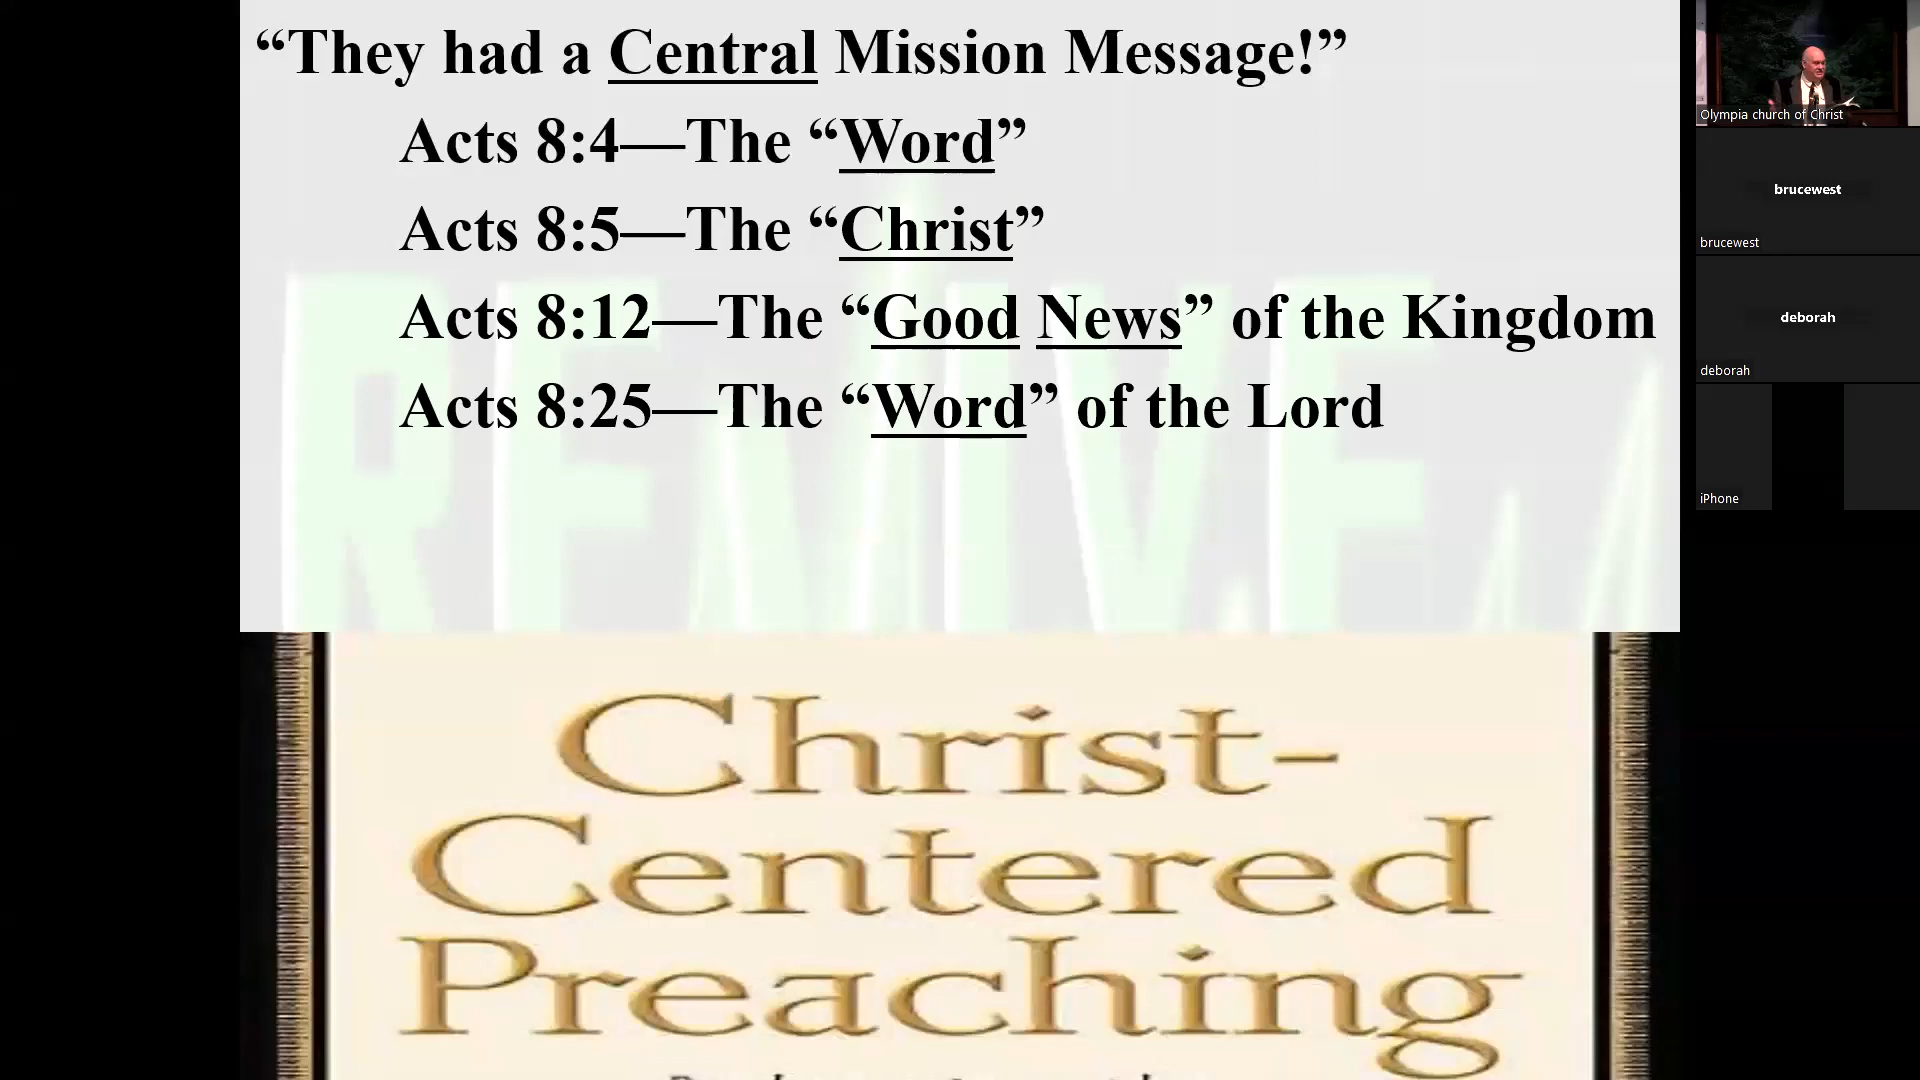 “They had a Central Mission Message!”
Acts 8:4—The “Word”
Acts 8:5—The “Christ”
Acts 8:12—The “Good News” of the Kingdom
Acts 8:25—The “Word” of the Lord
REVIVE
Christ-
Centered
Preaching
Olympia church of Christ
brucewest
brucewest
deborah
deborah
iPhone